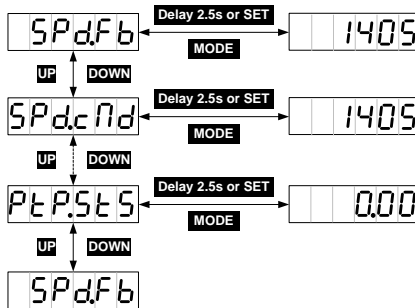 Delay 2.5s or SET
SPd.Fb 1405
MODE
UP DOWN
Delay 2.5s or SET
SPd.cMd 1405
MODE
UP DOWN
Delay 2.5s or SET
PtP.StS 0.00
MODE
UP DOWN
SPd.Fb